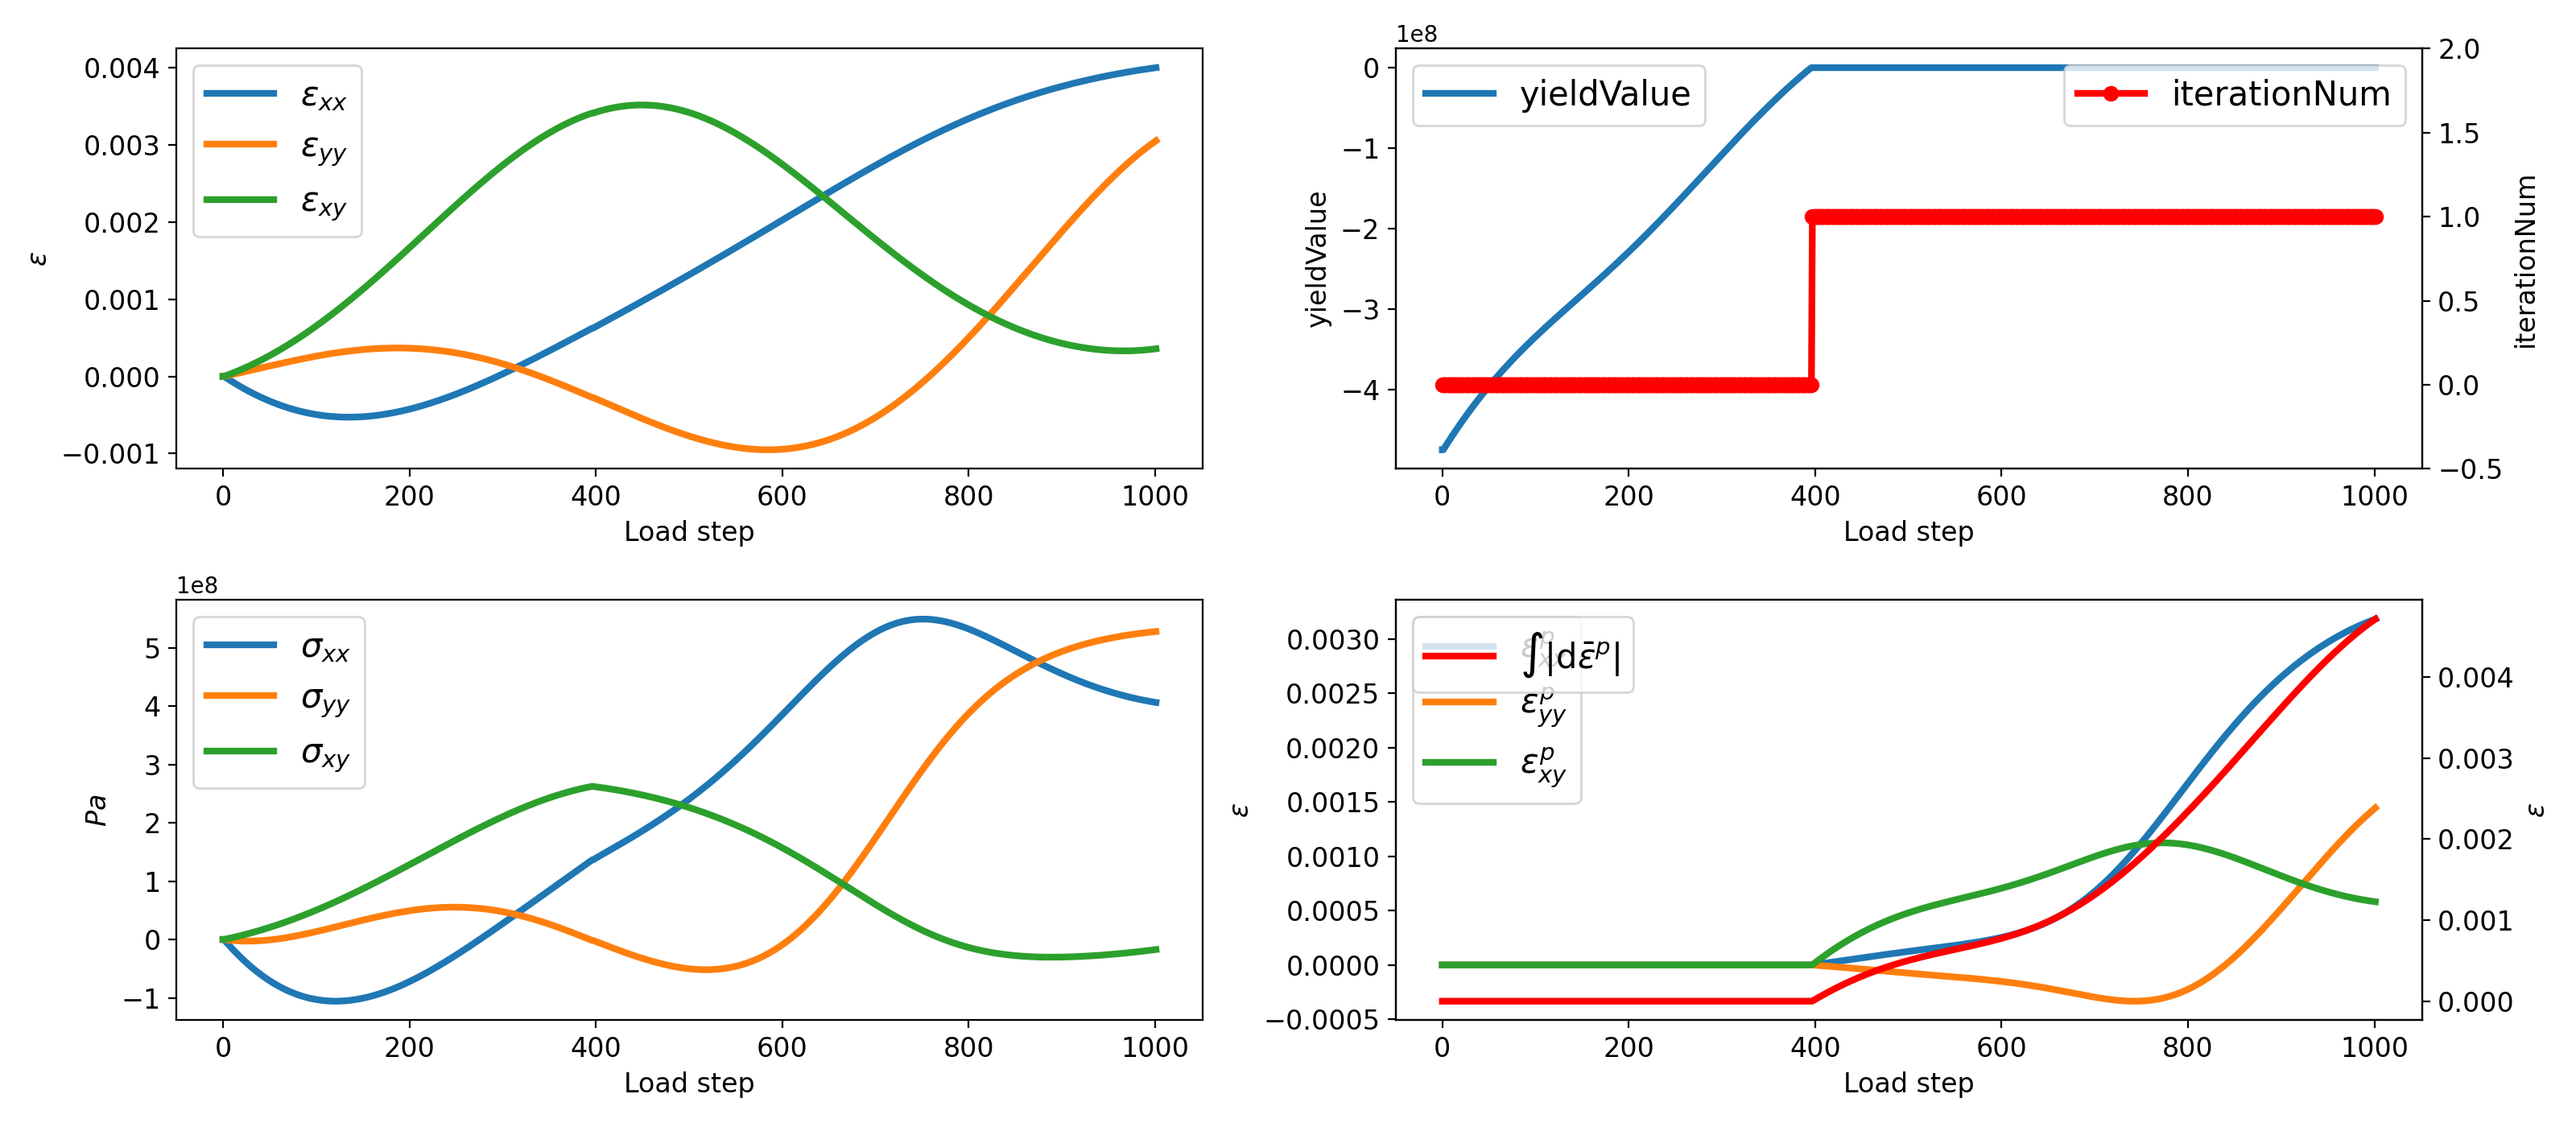 0.004
0.003
0.002
0.001
0.000
−0.001
ε
ε_xx
ε_yy
ε_xy
0 200 400 600 800 1000
Load step
1e8
0
−1
−2
−3
−4
yieldValue
yieldValue
iterationNum
2.0
1.5
1.0
0.5
0.0
−0.5
iterationNum
0 200 400 600 800 1000
Load step
1e8
5
4
3
2
1
0
−1
Pa
σ_xx
σ_yy
σ_xy
0 200 400 600 800 1000
Load step
0.0030
0.0025
0.0020
0.0015
0.0010
0.0005
0.0000
−0.0005
ε
ε^p_xx
∫|dε̄^p|
ε^p_yy
ε^p_xy
0.004
0.003
0.002
0.001
0.000
ε
0 200 400 600 800 1000
Load step